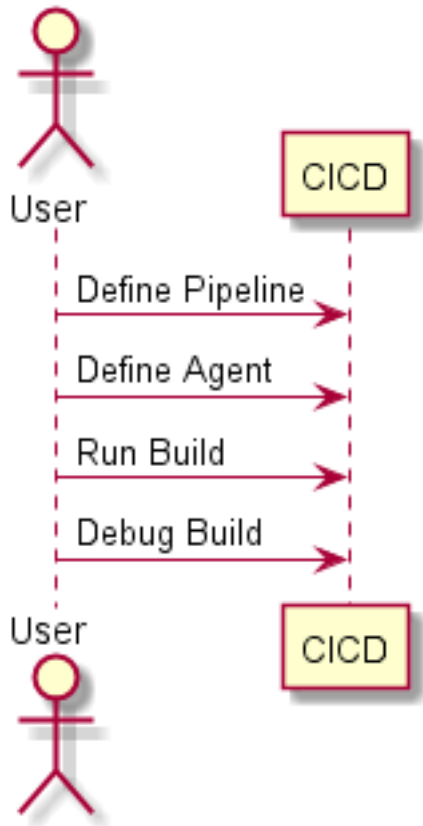 User
CICD
Define Pipeline
Define Agent
Run Build
Debug Build
User
CICD